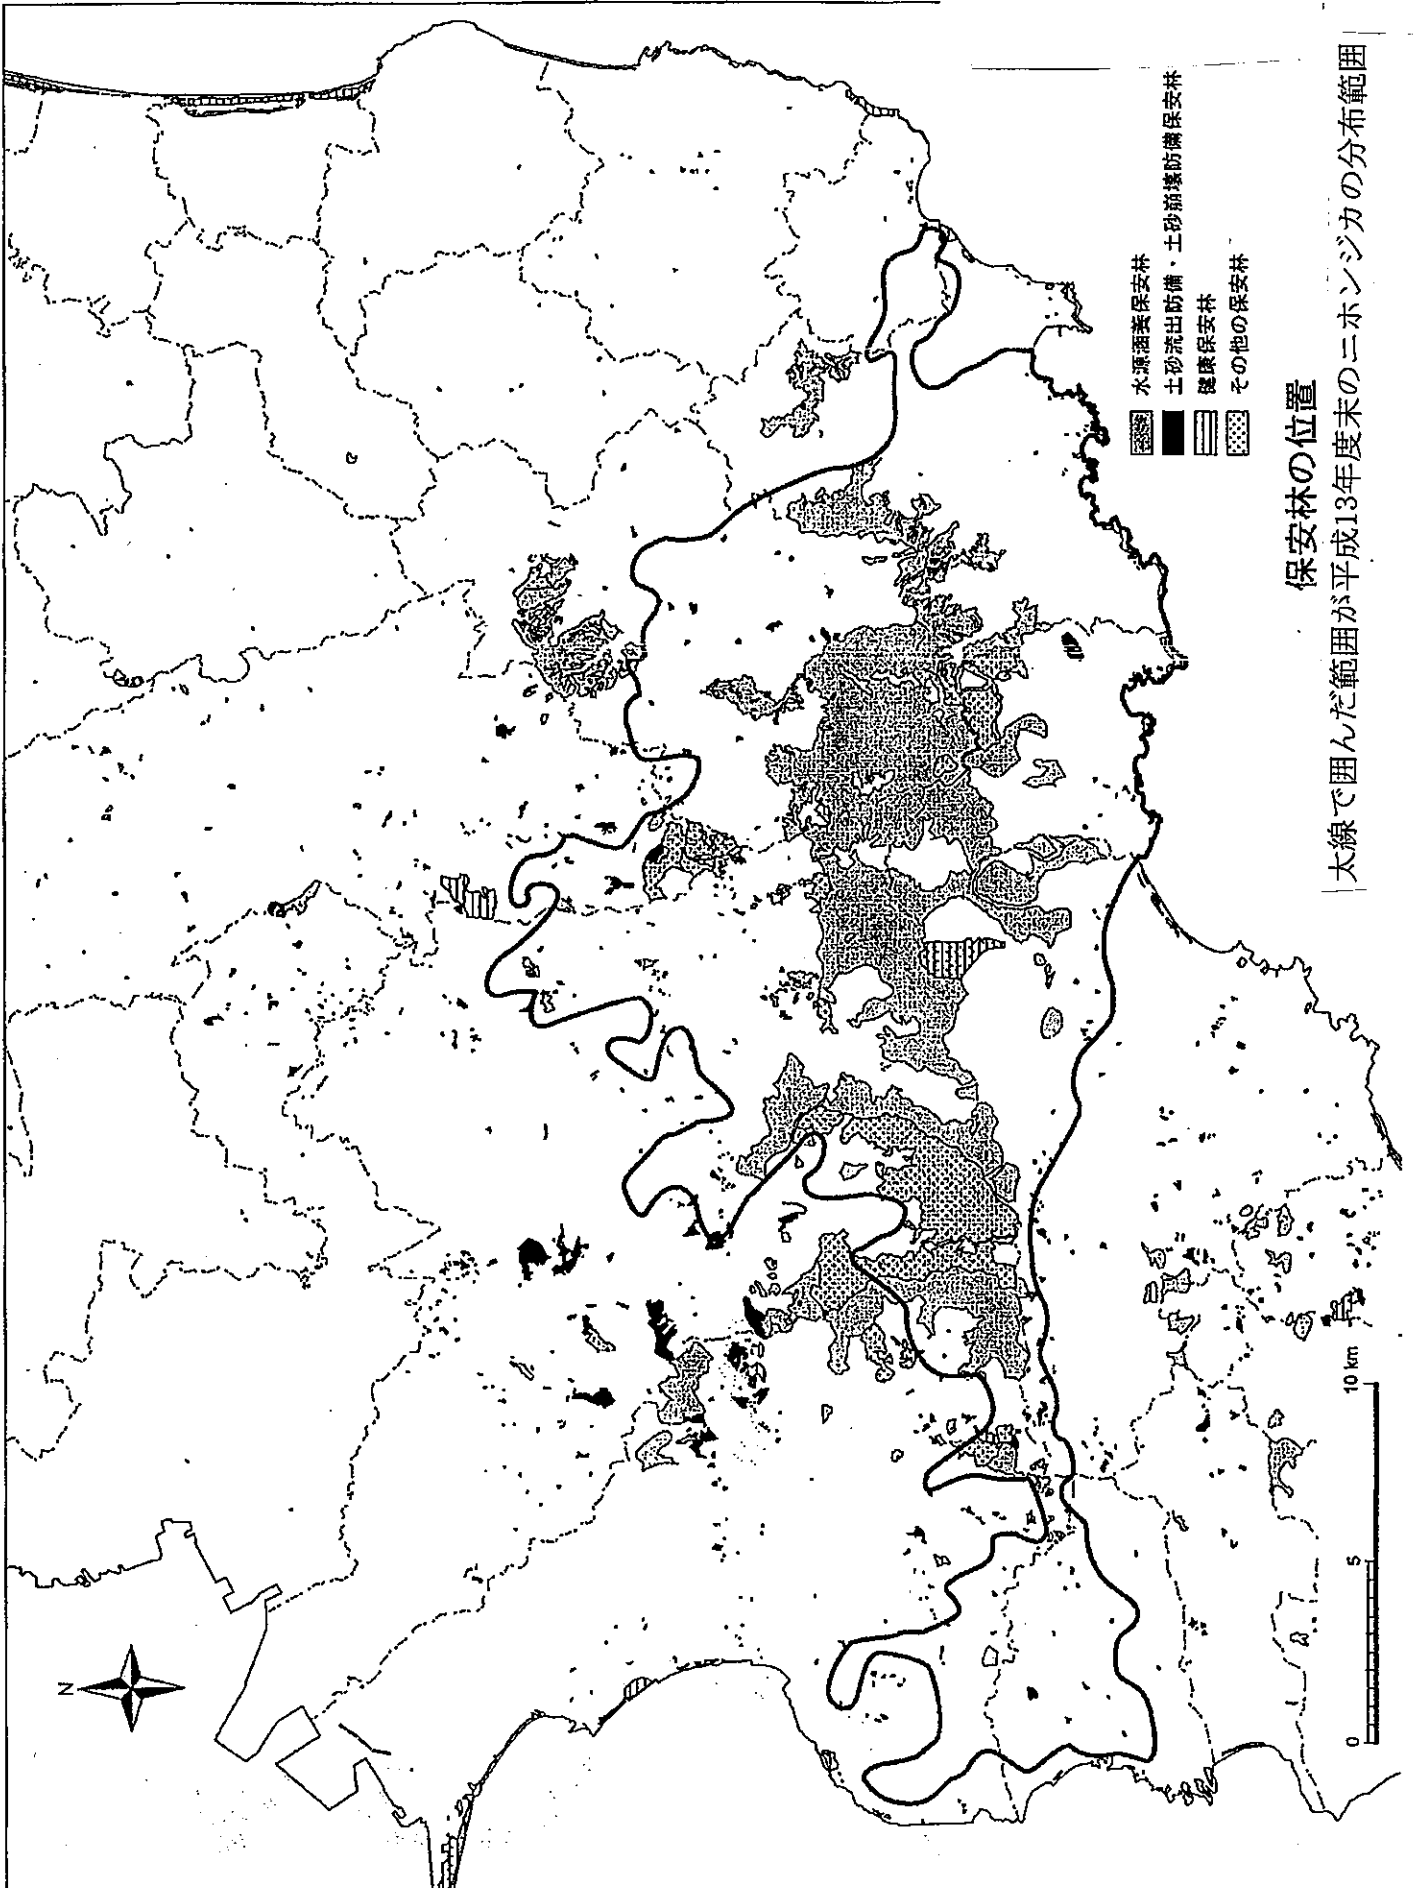 N
水源涵養保安林
土砂流出防備・土砂崩壊防備保安林
健康保安林
その他の保安林
保安林の位置
太線で囲んだ範囲が平成13年度末のニホンジカの分布範囲
0 5 10 km